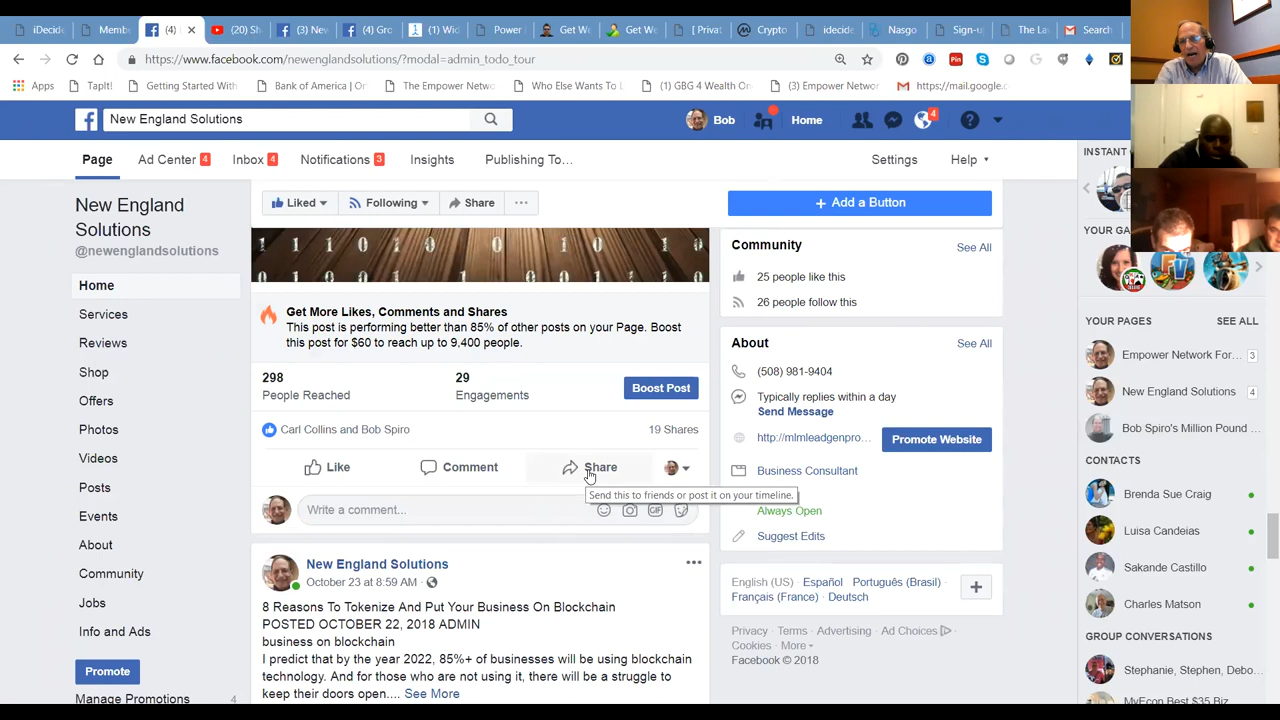 iDecide
Memb
(4)
(20) Sh
(3) Nev
(4) Gro
(1) Wid
Power
Get We
Get We
[ Privat
Crypto
idecide
Nasgo
Sign-u
The La
Search
https://www.facebook.com/newenglandsolutions/?modal=admin_todo_tour
Apps
TapIt!
Getting Started With
Bank of America | On
The Empower Netwo
Who Else Wants To L
(1) GBG 4 Wealth On
(3) Empower Networ
https://mail.google.c
New England Solutions
Bob
Home
4
Page
Ad Center 4
Inbox 4
Notifications 3
Insights
Publishing To...
Settings
Help
INSTANT
New England
Solutions
@newenglandsolutions
Liked
Following
Share
+ Add a Button
YOUR GA
Home
Services
Reviews
Shop
Offers
Photos
Videos
Posts
Events
About
Community
Jobs
Info and Ads
Promote
Manage Promotions 4
Get More Likes, Comments and Shares
This post is performing better than 85% of other posts on your Page. Boost
this post for $60 to reach up to 9,400 people.
298
People Reached
29
Engagements
Boost Post
Carl Collins and Bob Spiro
19 Shares
Like
Comment
Share
Send this to friends or post it on your timeline.
Write a comment...
GIF
New England Solutions
October 23 at 8:59 AM
8 Reasons To Tokenize And Put Your Business On Blockchain
POSTED OCTOBER 22, 2018 ADMIN
business on blockchain
I predict that by the year 2022, 85%+ of businesses will be using blockchain
technology. And for those who are not using it, there will be a struggle to
keep their doors open.... See More
Community
See All
25 people like this
26 people follow this
About
See All
(508) 981-9404
Typically replies within a day
Send Message
http://mlmleadgenpro...
Promote Website
Business Consultant
Always Open
Suggest Edits
English (US) · Español · Português (Brasil) ·
Français (France) · Deutsch
Privacy · Terms · Advertising · Ad Choices
Cookies · More
Facebook © 2018
YOUR PAGES
SEE ALL
Empower Network For... 3
New England Solutions 4
Bob Spiro's Million Pound ...
CONTACTS
Brenda Sue Craig
Luisa Candeias
Sakande Castillo
Charles Matson
GROUP CONVERSATIONS
Stephanie, Stephen, Debo...
MyEcon Best $35 Biz